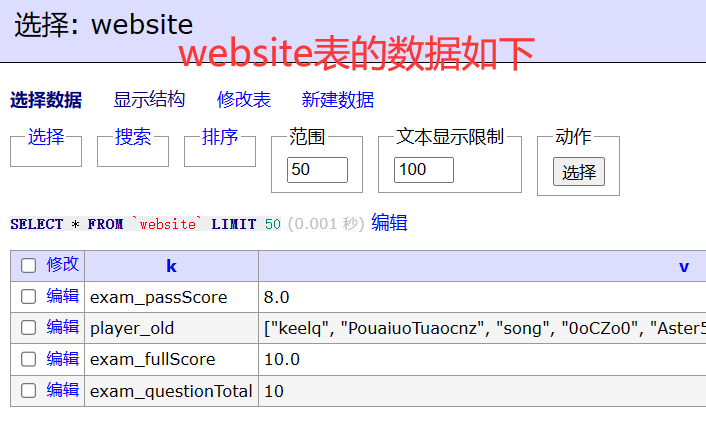 选择: website
website表的数据如下
选择数据 显示结构 修改表 新建数据
选择 搜索 排序 范围 文本显示限制 动作
50 100 选择
SELECT * FROM `website` LIMIT 50 (0.001 秒) 编辑
修改 k v
编辑 exam_passScore 8.0
编辑 player_old ["keelq", "PouaiuoTuaocnz", "song", "0oCZo0", "Aster5
编辑 exam_fullScore 10.0
编辑 exam_questionTotal 10